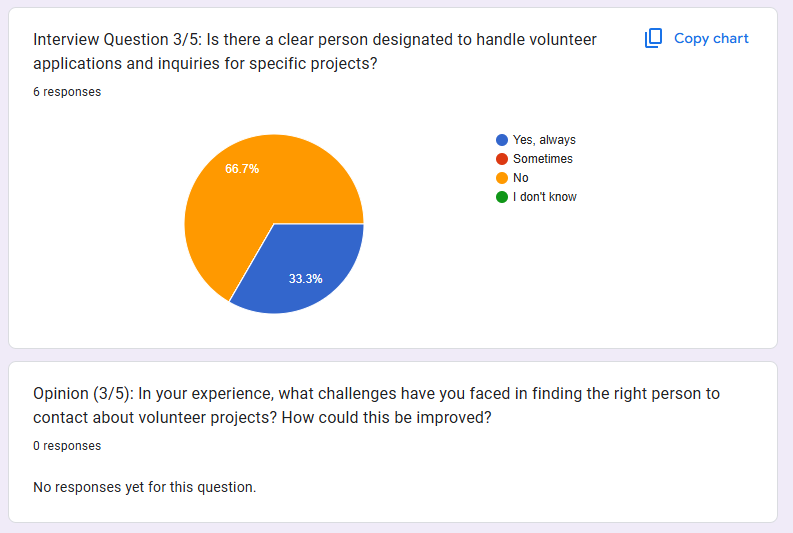 Interview Question 3/5: Is there a clear person designated to handle volunteer
applications and inquiries for specific projects?
Copy chart
6 responses
66.7%
33.3%
Yes, always
Sometimes
No
I don't know
Opinion (3/5): In your experience, what challenges have you faced in finding the right person to
contact about volunteer projects? How could this be improved?
0 responses
No responses yet for this question.